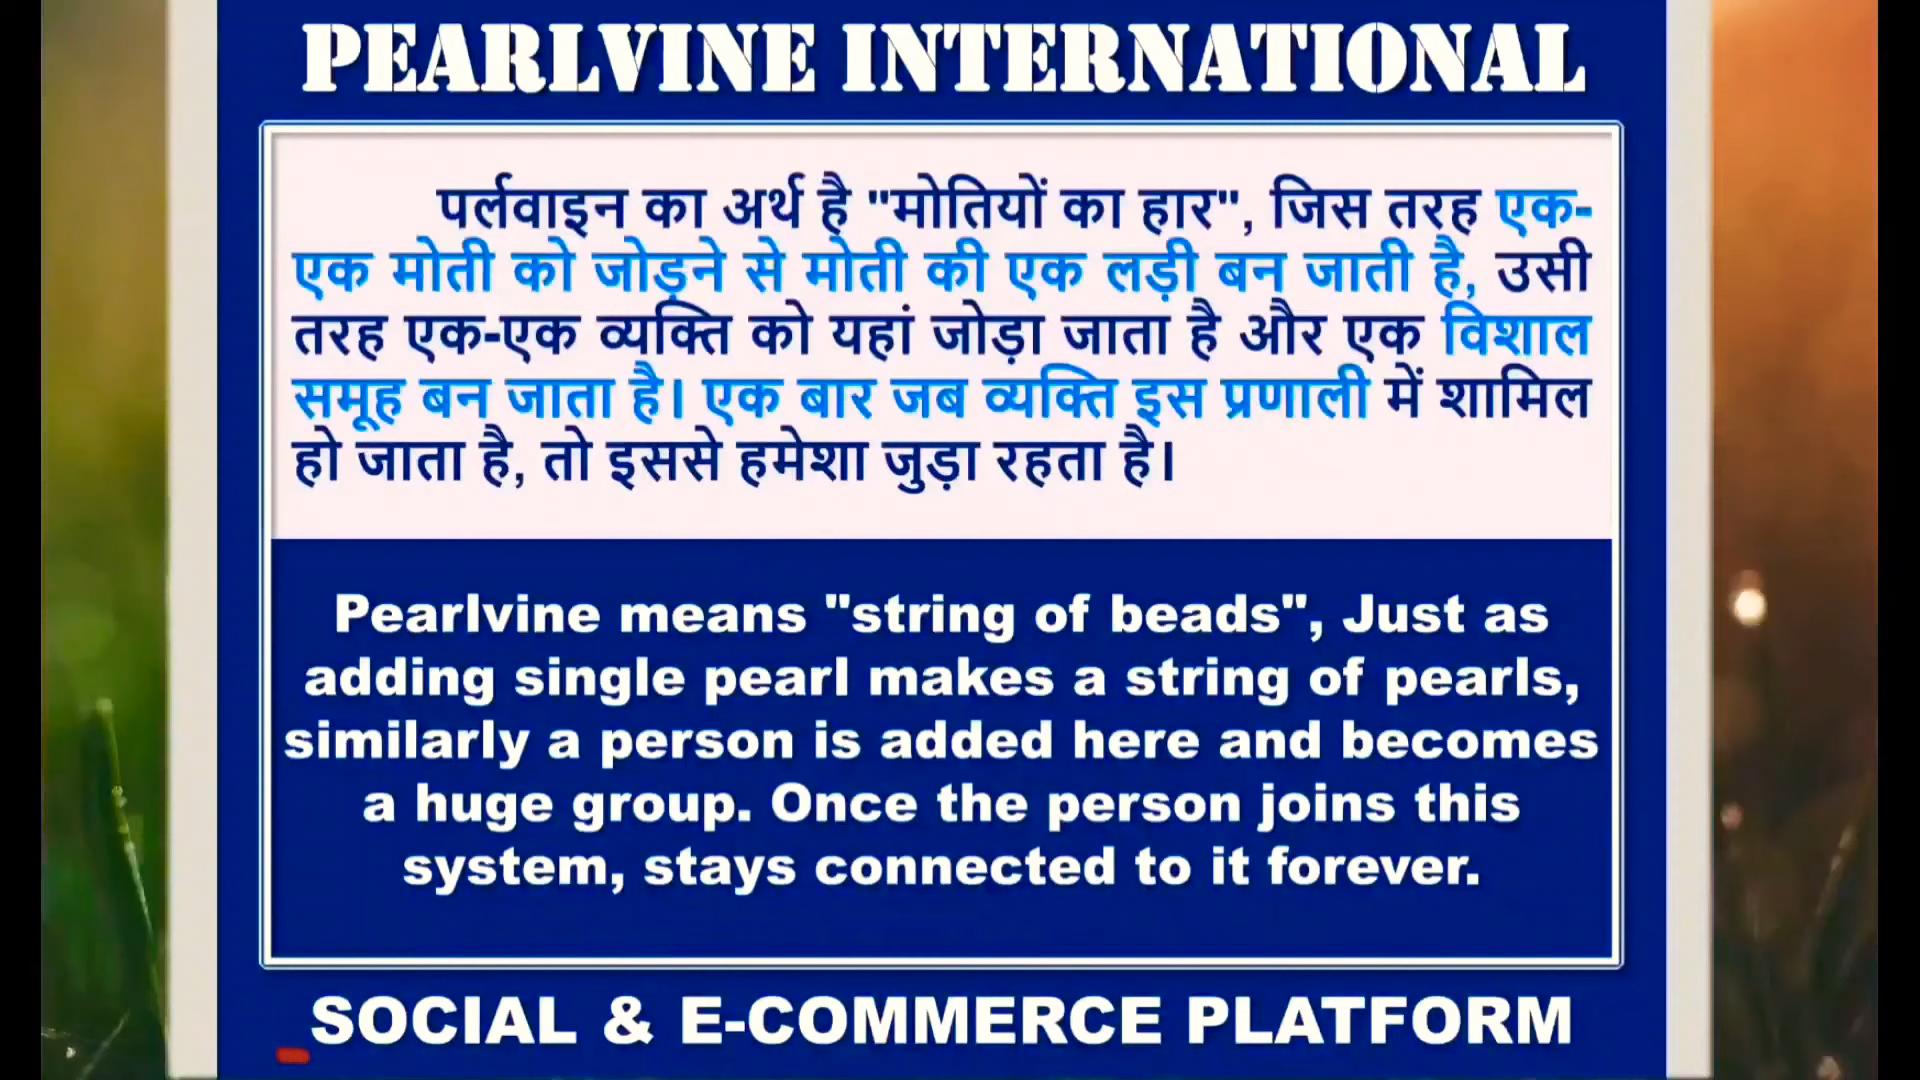 PEARLVINE INTERNATIONAL
पर्लवाइन का अर्थ है "मोतियों का हार", जिस तरह एक-
एक मोती को जोड़ने से मोती की एक लड़ी बन जाती है, उसी
तरह एक-एक व्यक्ति को यहां जोड़ा जाता है और एक विशाल
समूह बन जाता है। एक बार जब व्यक्ति इस प्रणाली में शामिल
हो जाता है, तो इससे हमेशा जुड़ा रहता है।
Pearlvine means "string of beads", Just as
adding single pearl makes a string of pearls,
similarly a person is added here and becomes
a huge group. Once the person joins this
system, stays connected to it forever.
SOCIAL & E-COMMERCE PLATFORM